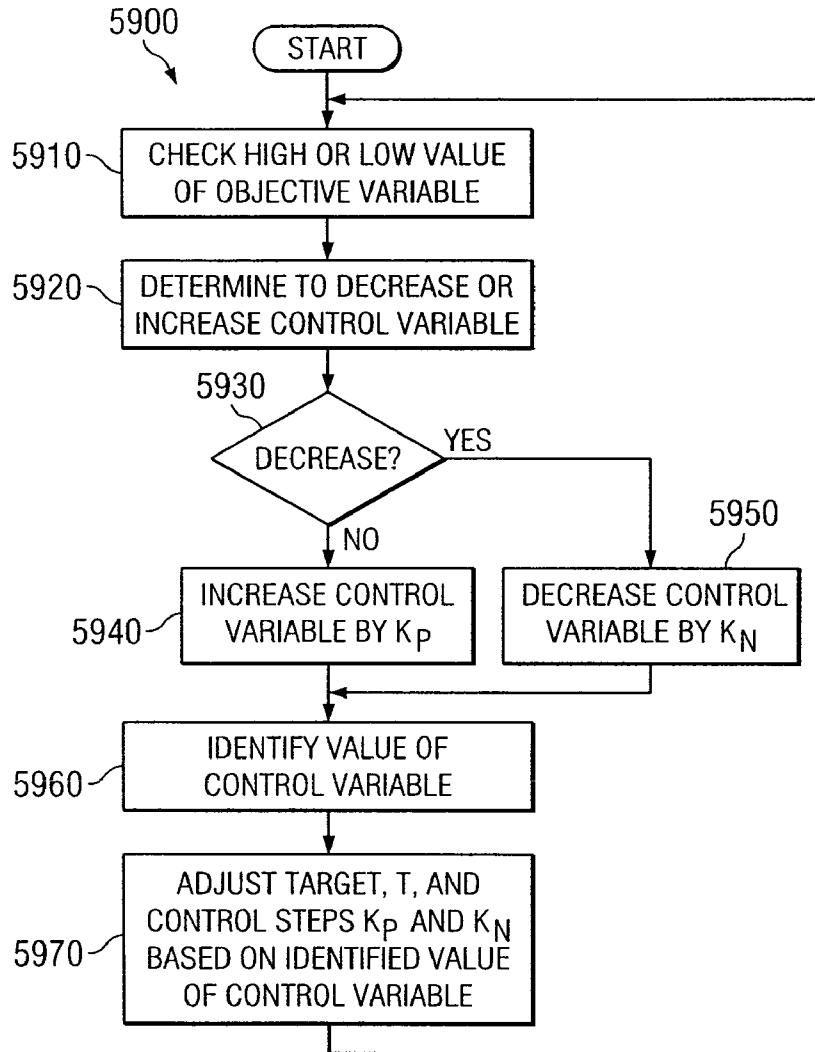 5900
START
5910
CHECK HIGH OR LOW VALUE
OF OBJECTIVE VARIABLE
5920
DETERMINE TO DECREASE OR
INCREASE CONTROL VARIABLE
5930
DECREASE?
YES
NO
5940
INCREASE CONTROL
VARIABLE BY KP
5950
DECREASE CONTROL
VARIABLE BY KN
5960
IDENTIFY VALUE OF
CONTROL VARIABLE
5970
ADJUST TARGET, T, AND
CONTROL STEPS KP AND KN
BASED ON IDENTIFIED VALUE
OF CONTROL VARIABLE